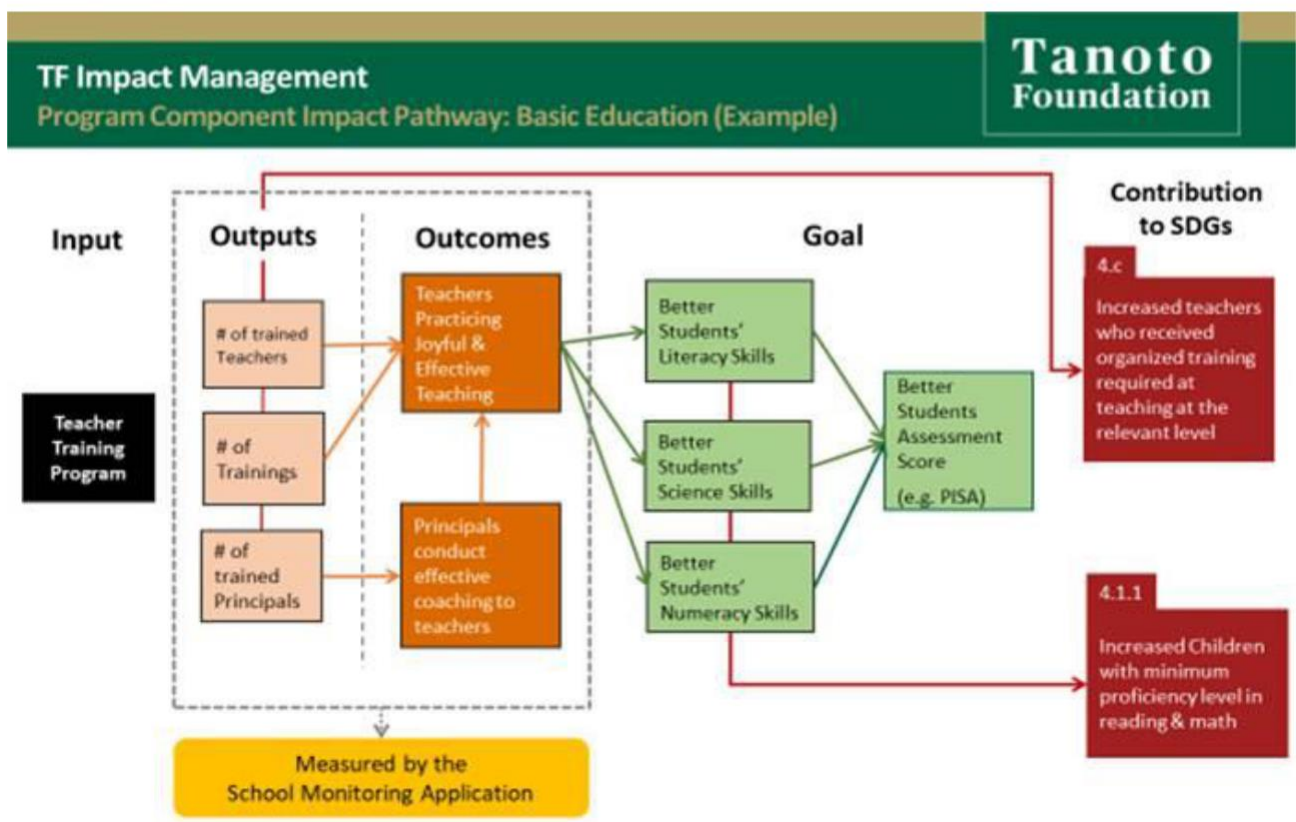 TF Impact Management
Program Component Impact Pathway: Basic Education (Example)
Tanoto
Foundation
Input
Outputs
Outcomes
Goal
Contribution
to SDGs
Teacher
Training
Program
# of trained
Teachers
# of
Trainings
# of
trained
Principals
Teachers
Practicing
Joyful &
Effective
Teaching
Principals
conduct
effective
coaching to
teachers
Better
Students'
Literacy Skills
Better
Students'
Science Skills
Better
Students'
Numeracy Skills
Better
Students
Assessment
Score
(e.g. PISA)
4.c
Increased teachers
who received
organized training
required at
teaching at the
relevant level
4.1.1
Increased Children
with minimum
proficiency level in
reading & math
Measured by the
School Monitoring Application